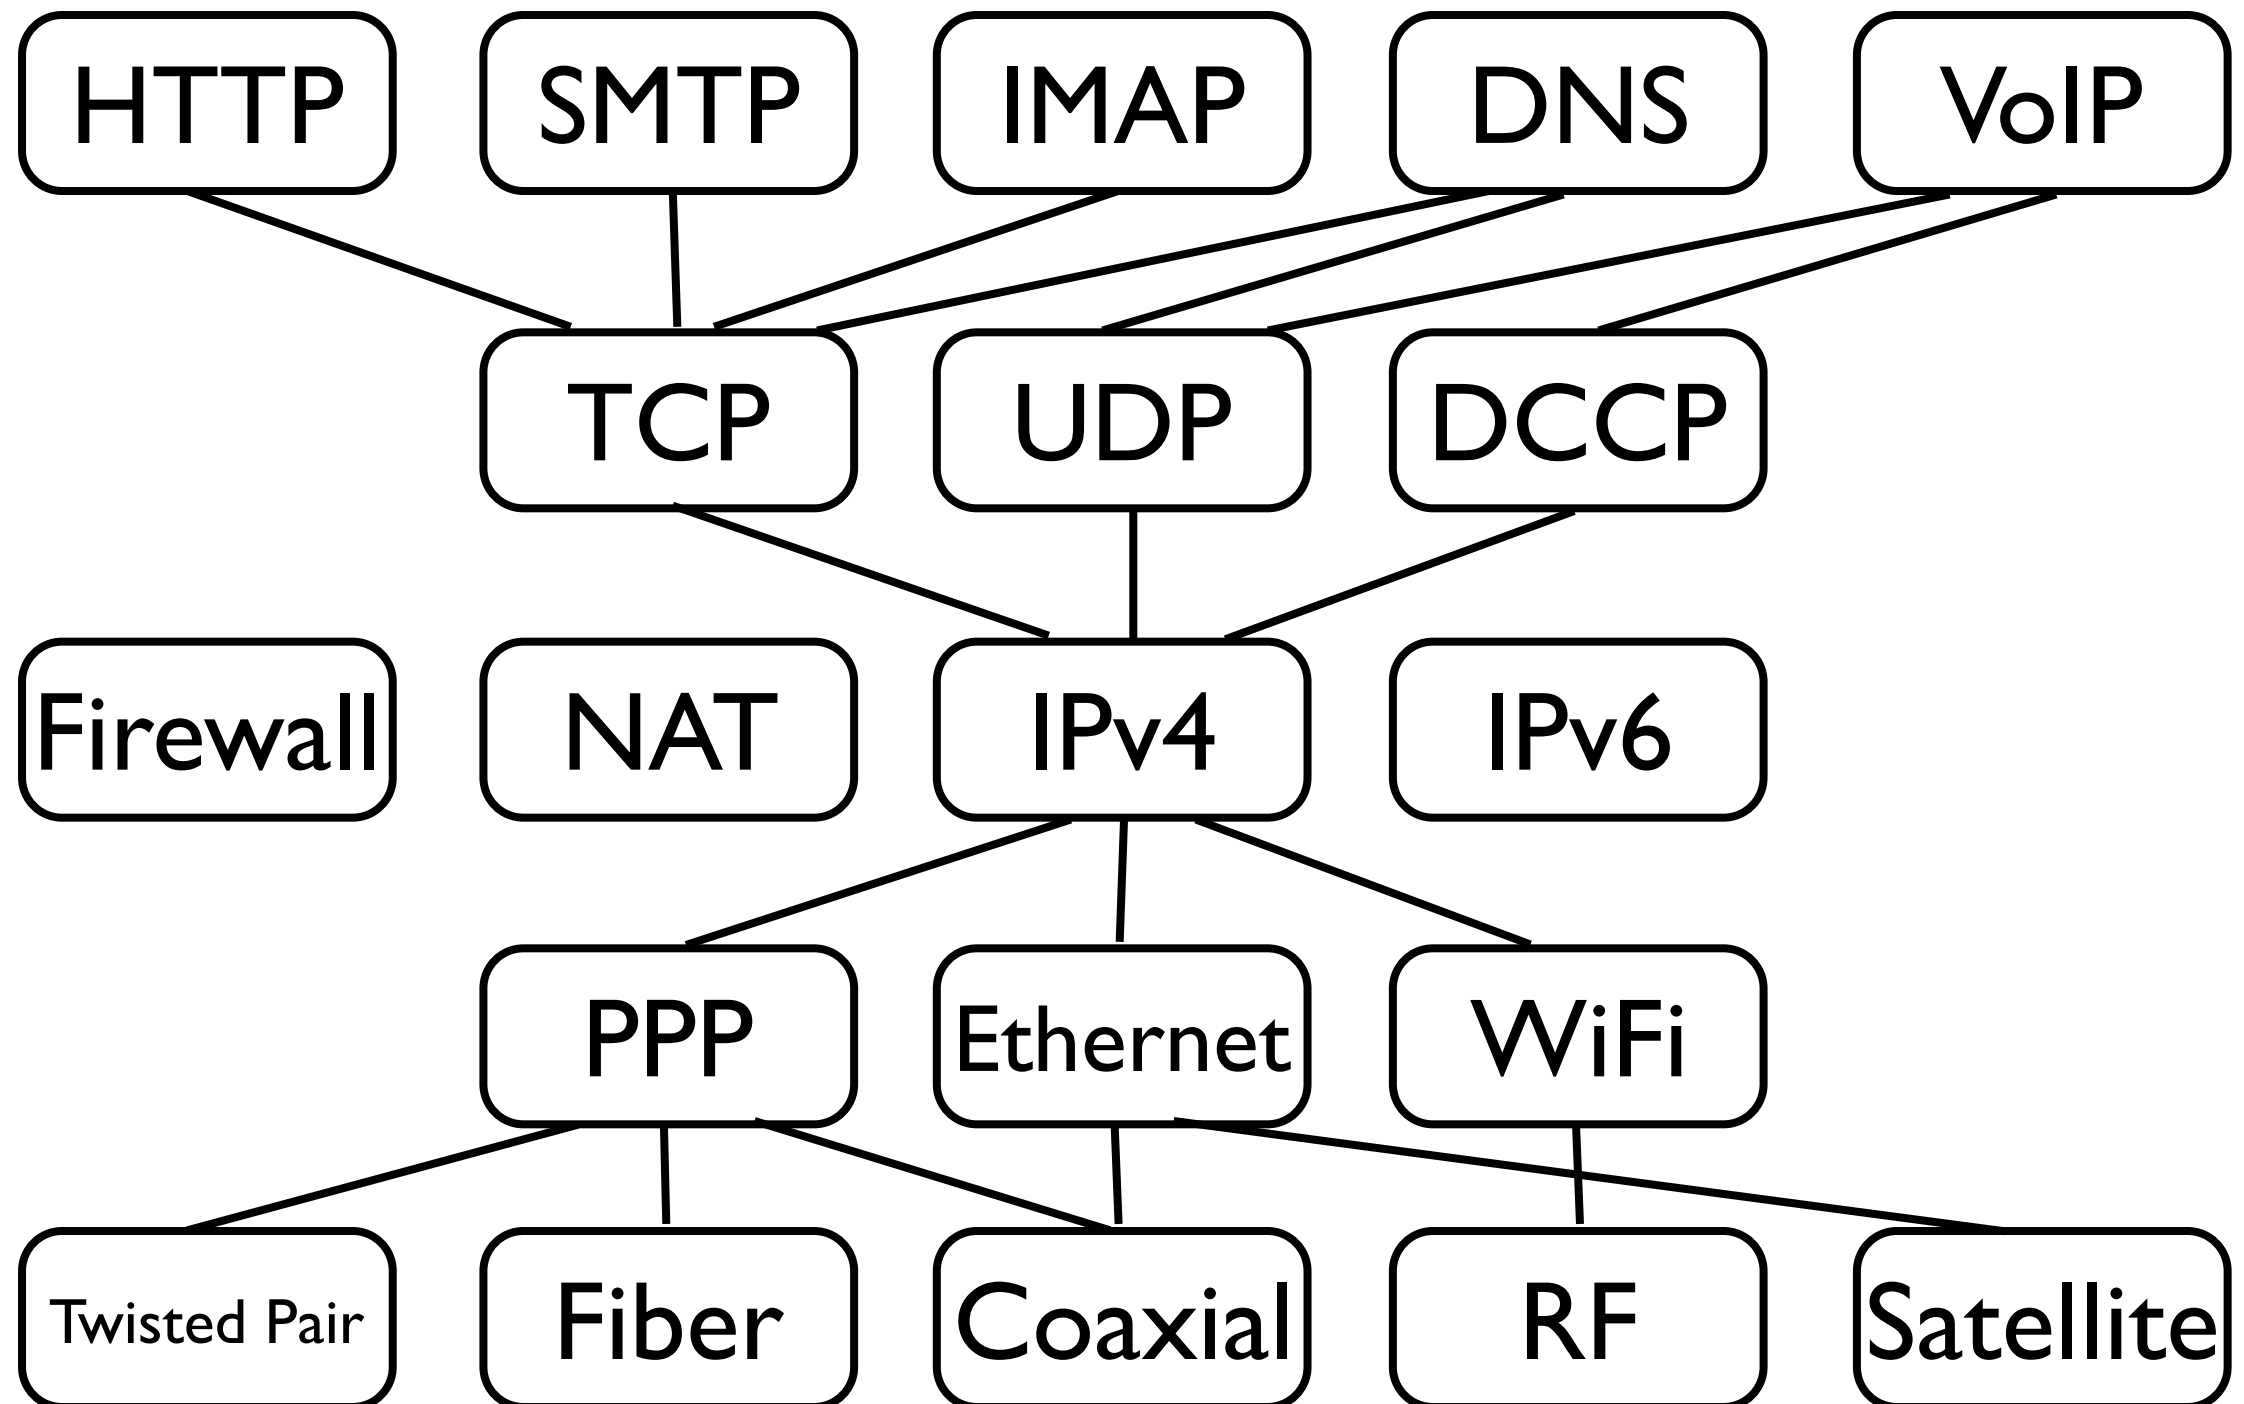 HTTP
SMTP
IMAP
DNS
VoIP
TCP
UDP
DCCP
Firewall
NAT
IPv4
IPv6
PPP
Ethernet
WiFi
Twisted Pair
Fiber
Coaxial
RF
Satellite